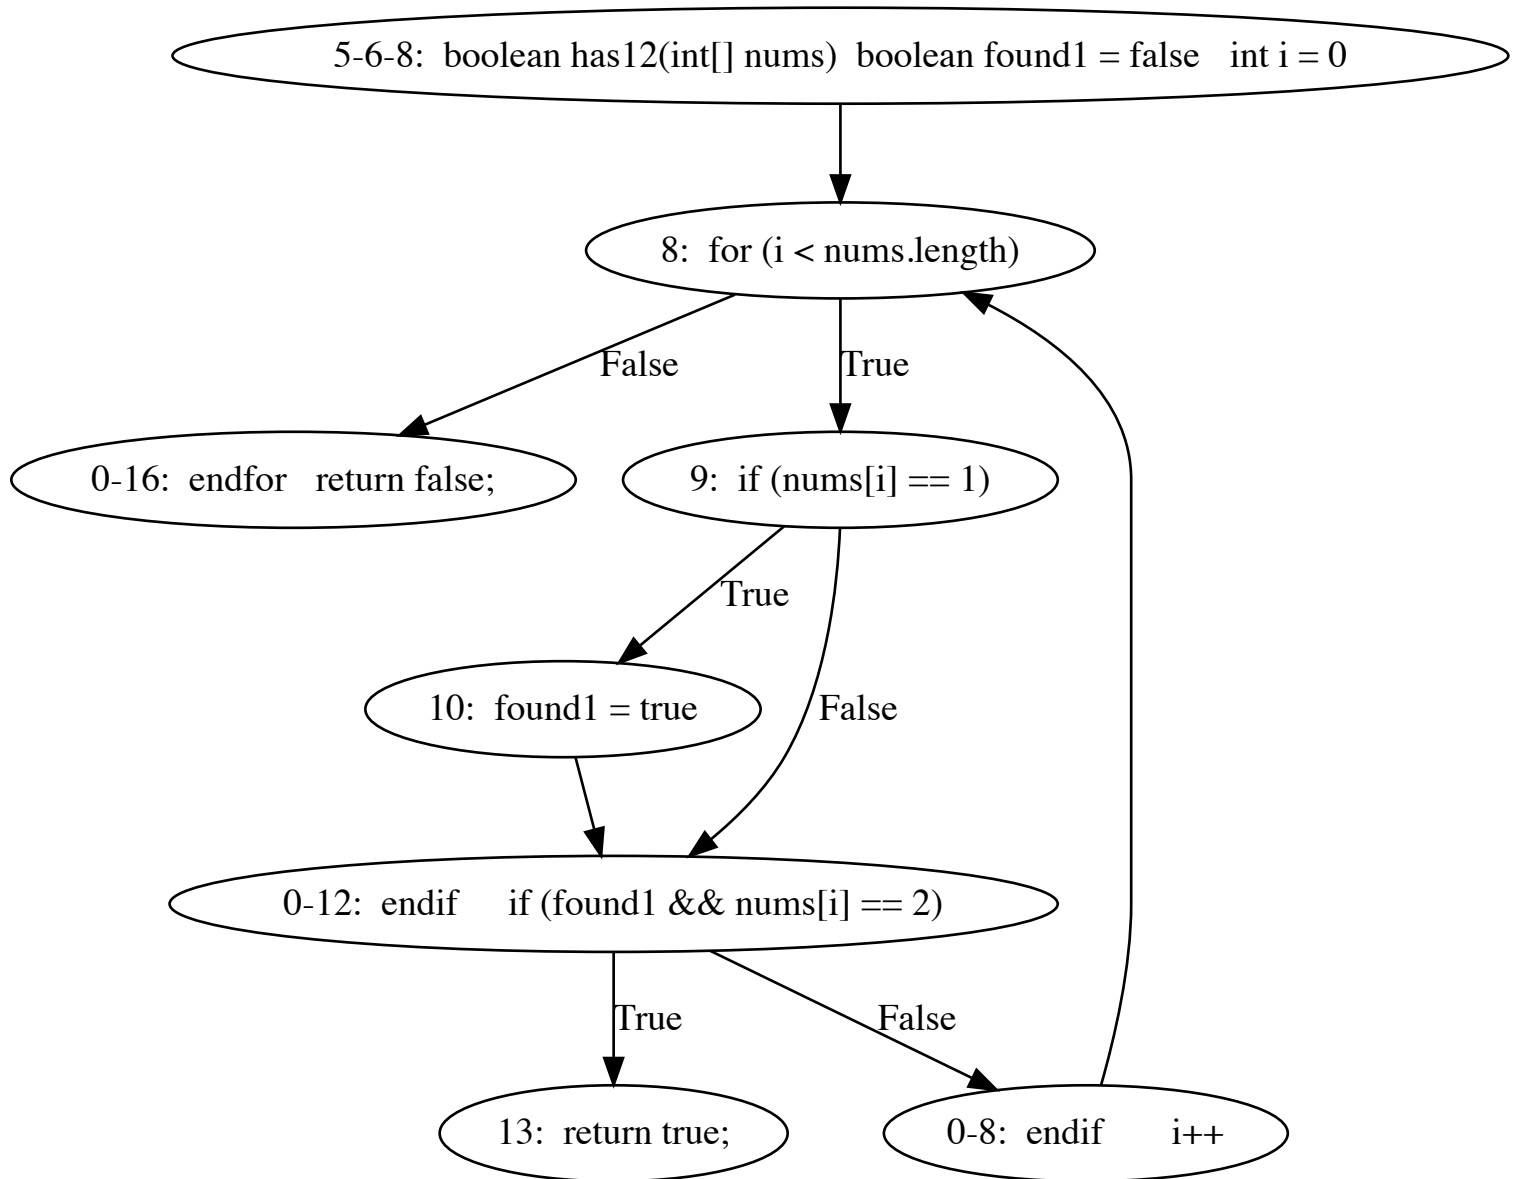 5-6-8: boolean has12(int[] nums) boolean found1 = false int i = 0
8: for (i < nums.length)
False
True
0-16: endfor return false;
9: if (nums[i] == 1)
True
10: found1 = true
False
0-12: endif if (found1 && nums[i] == 2)
True
False
13: return true;
0-8: endif i++